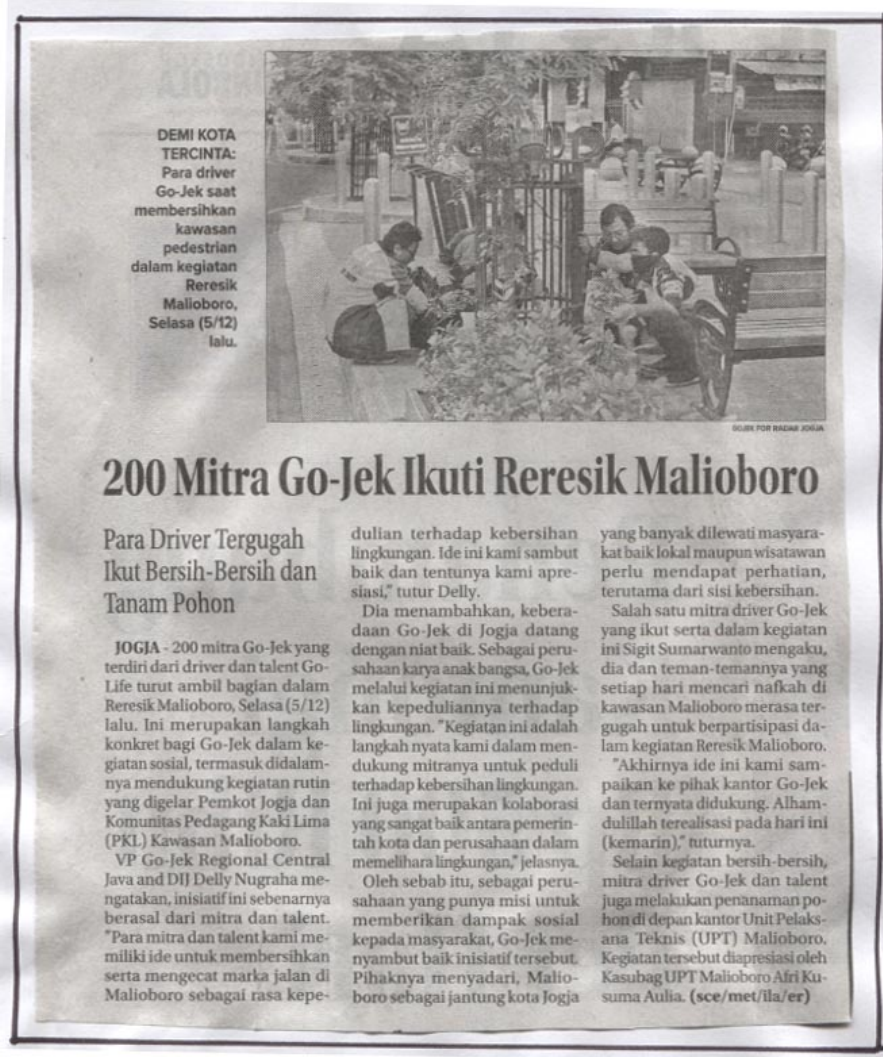 DEMI KOTA
TERCINTA:
Para driver
Go-Jek saat
membersihkan
kawasan
pedestrian
dalam kegiatan
Reresik
Malioboro,
Selasa (5/12)
lalu.
GOJEK FOR RADAR JOGJA
200 Mitra Go-Jek Ikuti Reresik Malioboro
Para Driver Tergugah
Ikut Bersih-Bersih dan
Tanam Pohon
JOGJA - 200 mitra Go-Jek yang
terdiri dari driver dan talent Go-
Life turut ambil bagian dalam
Reresik Malioboro, Selasa (5/12)
lalu. Ini merupakan langkah
konkret bagi Go-Jek dalam ke-
giatan sosial, termasuk didalam-
nya mendukung kegiatan rutin
yang digelar Pemkot Jogja dan
Komunitas Pedagang Kaki Lima
(PKL) Kawasan Malioboro.
VP Go-Jek Regional Central
Java and DIJ Delly Nugraha me-
ngatakan, inisiatif ini sebenarnya
berasal dari mitra dan talent.
"Para mitra dan talent kami me-
miliki ide untuk membersihkan
serta mengecat marka jalan di
Malioboro sebagai rasa kepe-
dulian terhadap kebersihan
lingkungan. Ide ini kami sambut
baik dan tentunya kami apre-
siasi," tutur Delly.
Dia menambahkan, kebera-
daan Go-Jek di Jogja datang
dengan niat baik. Sebagai peru-
sahaan karya anak bangsa, Go-Jek
melalui kegiatan ini menunjuk-
kan kepeduliannya terhadap
lingkungan. "Kegiatan ini adalah
langkah nyata kami dalam men-
dukung mitranya untuk peduli
terhadap kebersihan lingkungan.
Ini juga merupakan kolaborasi
yang sangat baik antara pemerin-
tah kota dan perusahaan dalam
memelihara lingkungan," jelasnya.
Oleh sebab itu, sebagai peru-
sahaan yang punya misi untuk
memberikan dampak sosial
kepada masyarakat, Go-Jek me-
nyambut baik inisiatif tersebut.
Pihaknya menyadari, Malio-
boro sebagai jantung kota Jogja
yang banyak dilewati masyara-
kat baik lokal maupun wisatawan
perlu mendapat perhatian,
terutama dari sisi kebersihan.
Salah satu mitra driver Go-Jek
yang ikut serta dalam kegiatan
ini Sigit Sumarwanto mengaku,
dia dan teman-temannya yang
setiap hari mencari nafkah di
kawasan Malioboro merasa ter-
gugah untuk berpartisipasi da-
lam kegiatan Reresik Malioboro.
"Akhirnya ide ini kami sam-
paikan ke pihak kantor Go-Jek
dan ternyata didukung. Alham-
dulillah terealisasi pada hari ini
(kemarin)," tuturnya.
Selain kegiatan bersih-bersih,
mitra driver Go-Jek dan talent
juga melakukan penanaman po-
hon di depan kantor Unit Pelaks-
ana Teknis (UPT) Malioboro.
Kegiatan tersebut diapresiasi oleh
Kasubag UPT Malioboro Afri Ku-
suma Aulia. (sce/met/ila/er)